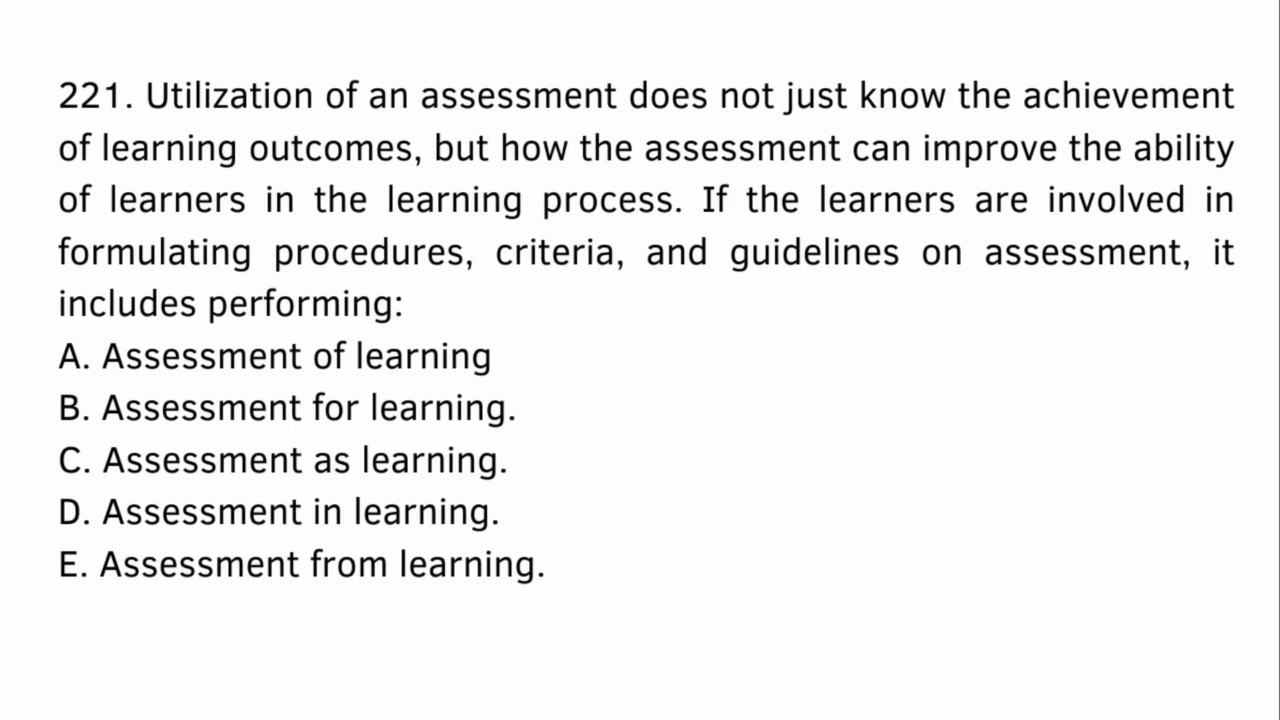 221. Utilization of an assessment does not just know the achievement
of learning outcomes, but how the assessment can improve the ability
of learners in the learning process. If the learners are involved in
formulating procedures, criteria, and guidelines on assessment, it
includes performing:
A. Assessment of learning
B. Assessment for learning.
C. Assessment as learning.
D. Assessment in learning.
E. Assessment from learning.